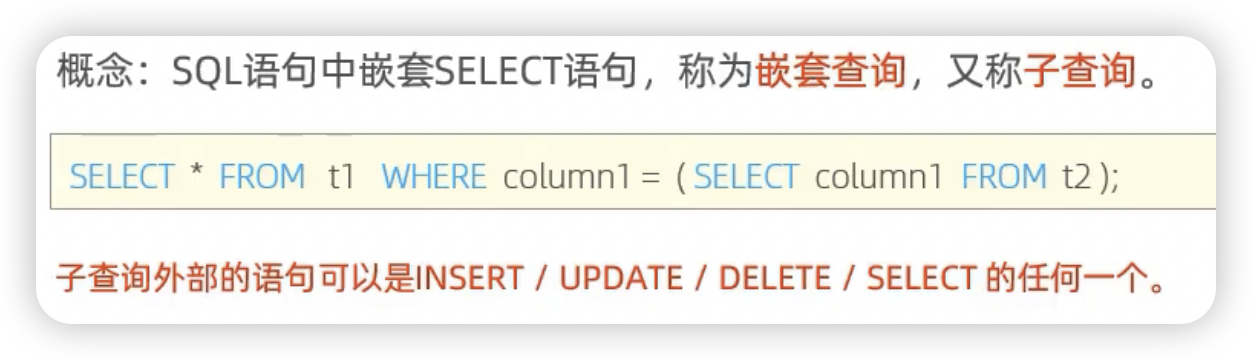 概念：SQL语句中嵌套SELECT语句，称为嵌套查询，又称子查询。
SELECT * FROM t1 WHERE column1 = ( SELECT column1 FROM t2 );
子查询外部的语句可以是INSERT / UPDATE / DELETE / SELECT 的任何一个。